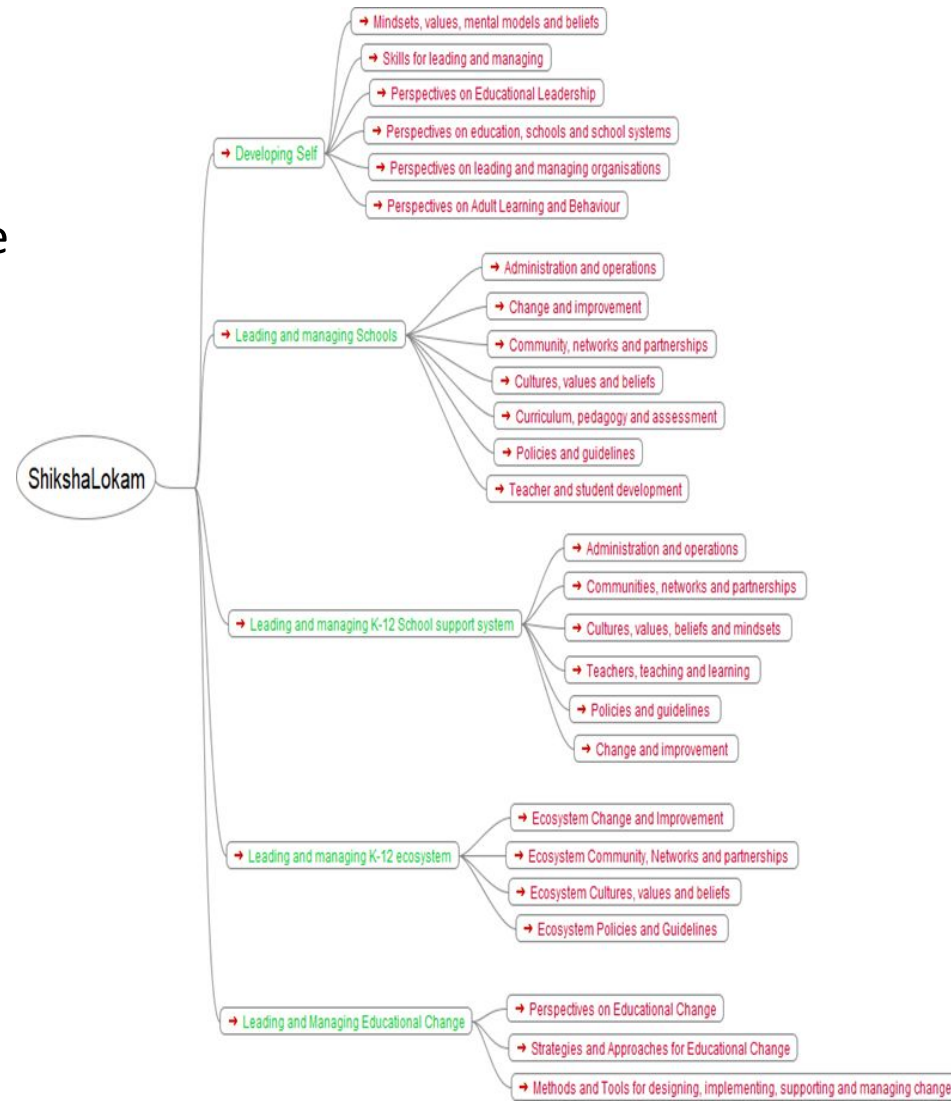 e
ShikshaLokam
→ Developing Self
→ Mindsets, values, mental models and beliefs
→ Skills for leading and managing
→ Perspectives on Educational Leadership
→ Perspectives on education, schools and school systems
→ Perspectives on leading and managing organisations
→ Perspectives on Adult Learning and Behaviour
→ Leading and managing Schools
→ Administration and operations
→ Change and improvement
→ Community, networks and partnerships
→ Cultures, values and beliefs
→ Curriculum, pedagogy and assessment
→ Policies and guidelines
→ Teacher and student development
→ Leading and managing K-12 School support system
→ Administration and operations
→ Communities, networks and partnerships
→ Cultures, values, beliefs and mindsets
→ Teachers, teaching and learning
→ Policies and guidelines
→ Change and improvement
→ Leading and managing K-12 ecosystem
→ Ecosystem Change and Improvement
→ Ecosystem Community, Networks and partnerships
→ Ecosystem Cultures, values and beliefs
→ Ecosystem Policies and Guidelines
→ Leading and Managing Educational Change
→ Perspectives on Educational Change
→ Strategies and Approaches for Educational Change
→ Methods and Tools for designing, implementing, supporting and managing change